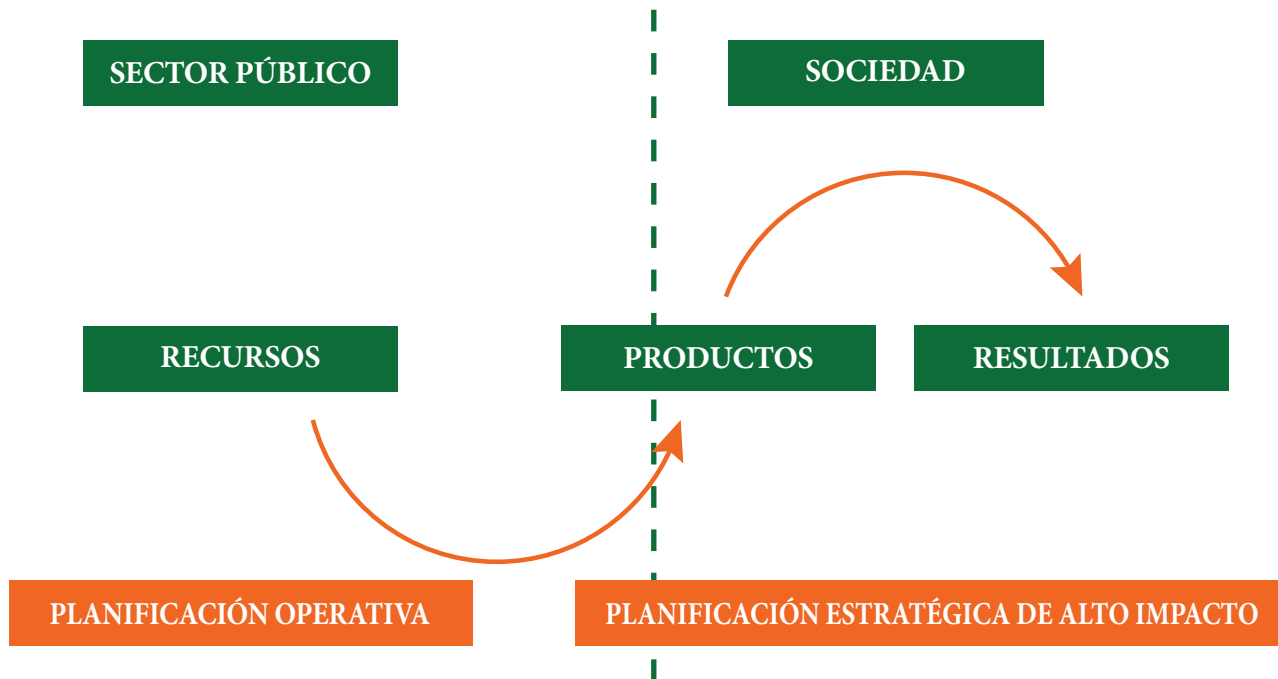 SECTOR PÚBLICO
SOCIEDAD
RECURSOS
PRODUCTOS
RESULTADOS
PLANIFICACIÓN OPERATIVA
PLANIFICACIÓN ESTRATÉGICA DE ALTO IMPACTO